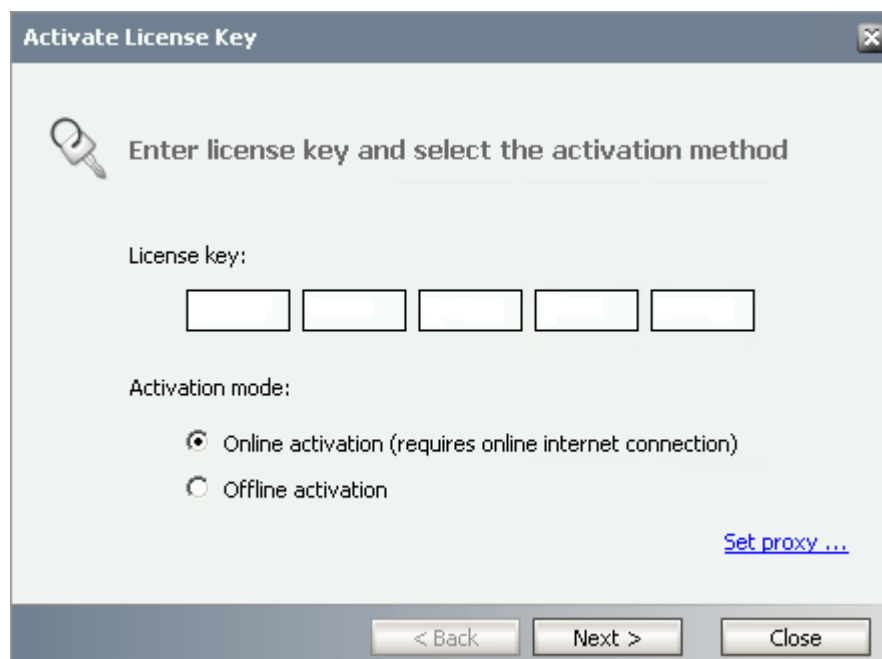 Activate License Key
Enter license key and select the activation method
License key:
Activation mode:
Online activation (requires online internet connection)
Offline activation
Set proxy ...
< Back Next > Close